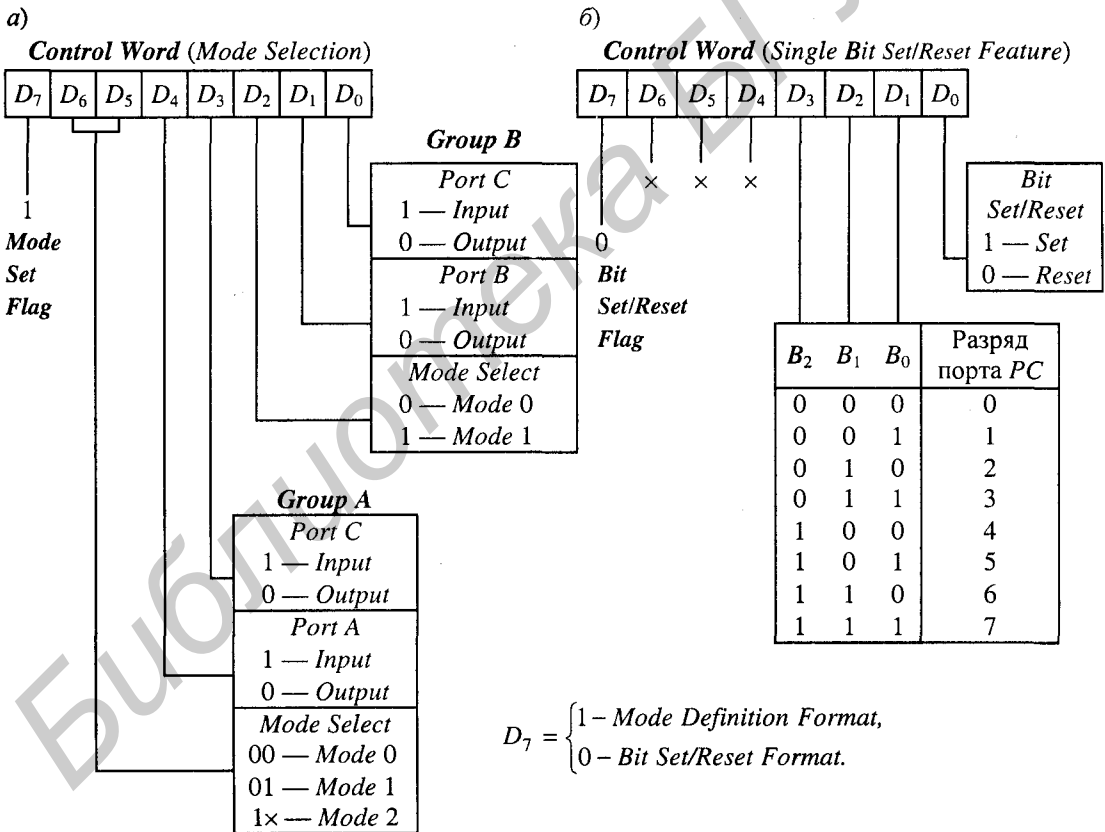 а)
Control Word (Mode Selection)
D7 D6 D5 D4 D3 D2 D1 D0
1
Mode
Set
Flag
Group B
Port C
1 — Input
0 — Output
Port B
1 — Input
0 — Output
Mode Select
0 — Mode 0
1 — Mode 1
Group A
Port C
1 — Input
0 — Output
Port A
1 — Input
0 — Output
Mode Select
00 — Mode 0
01 — Mode 1
1× — Mode 2
б)
Control Word (Single Bit Set/Reset Feature)
D7 D6 D5 D4 D3 D2 D1 D0
× × ×
0
Bit
Set/Reset
Flag
Bit
Set/Reset
1 — Set
0 — Reset
B2 B1 B0 Разряд
порта PC
0 0 0 0
0 0 1 1
0 1 0 2
0 1 1 3
1 0 0 4
1 0 1 5
1 1 0 6
1 1 1 7
D7 = { 1 – Mode Definition Format,
0 – Bit Set/Reset Format.
Библиотека БГУ